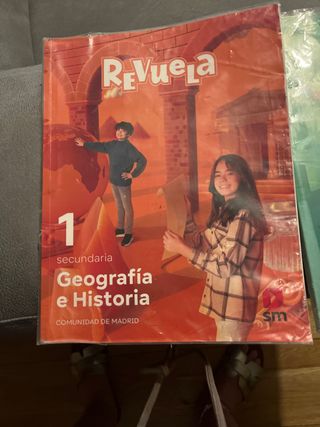 REVUELA
1
secundaria
Geografía
e Historia
COMUNIDAD DE MADRID
sm